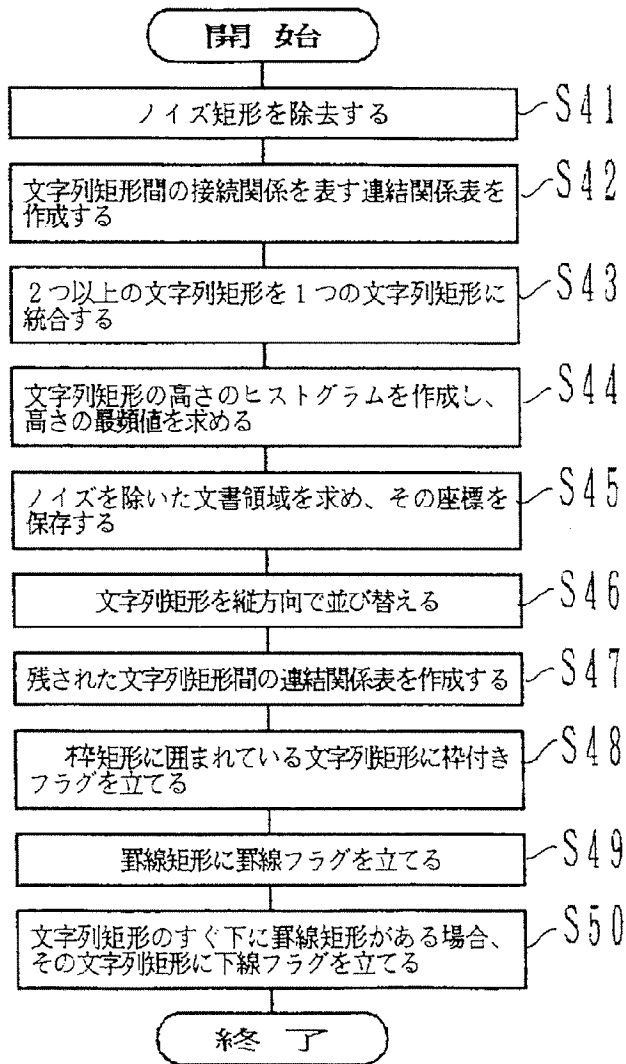 開 始
ノイズ矩形を除去する
S41
文字列矩形間の接続関係を表す連結関係表を
作成する
S42
2つ以上の文字列矩形を1つの文字列矩形に
統合する
S43
文字列矩形の高さのヒストグラムを作成し、
高さの最頻値を求める
S44
ノイズを除いた文書領域を求め、その座標を
保存する
S45
文字列矩形を縦方向で並び替える
S46
残された文字列矩形間の連結関係表を作成する
S47
枠矩形に囲まれている文字列矩形に枠付き
フラグを立てる
S48
罫線矩形に罫線フラグを立てる
S49
文字列矩形のすぐ下に罫線矩形がある場合、
その文字列矩形に下線フラグを立てる
S50
終 了